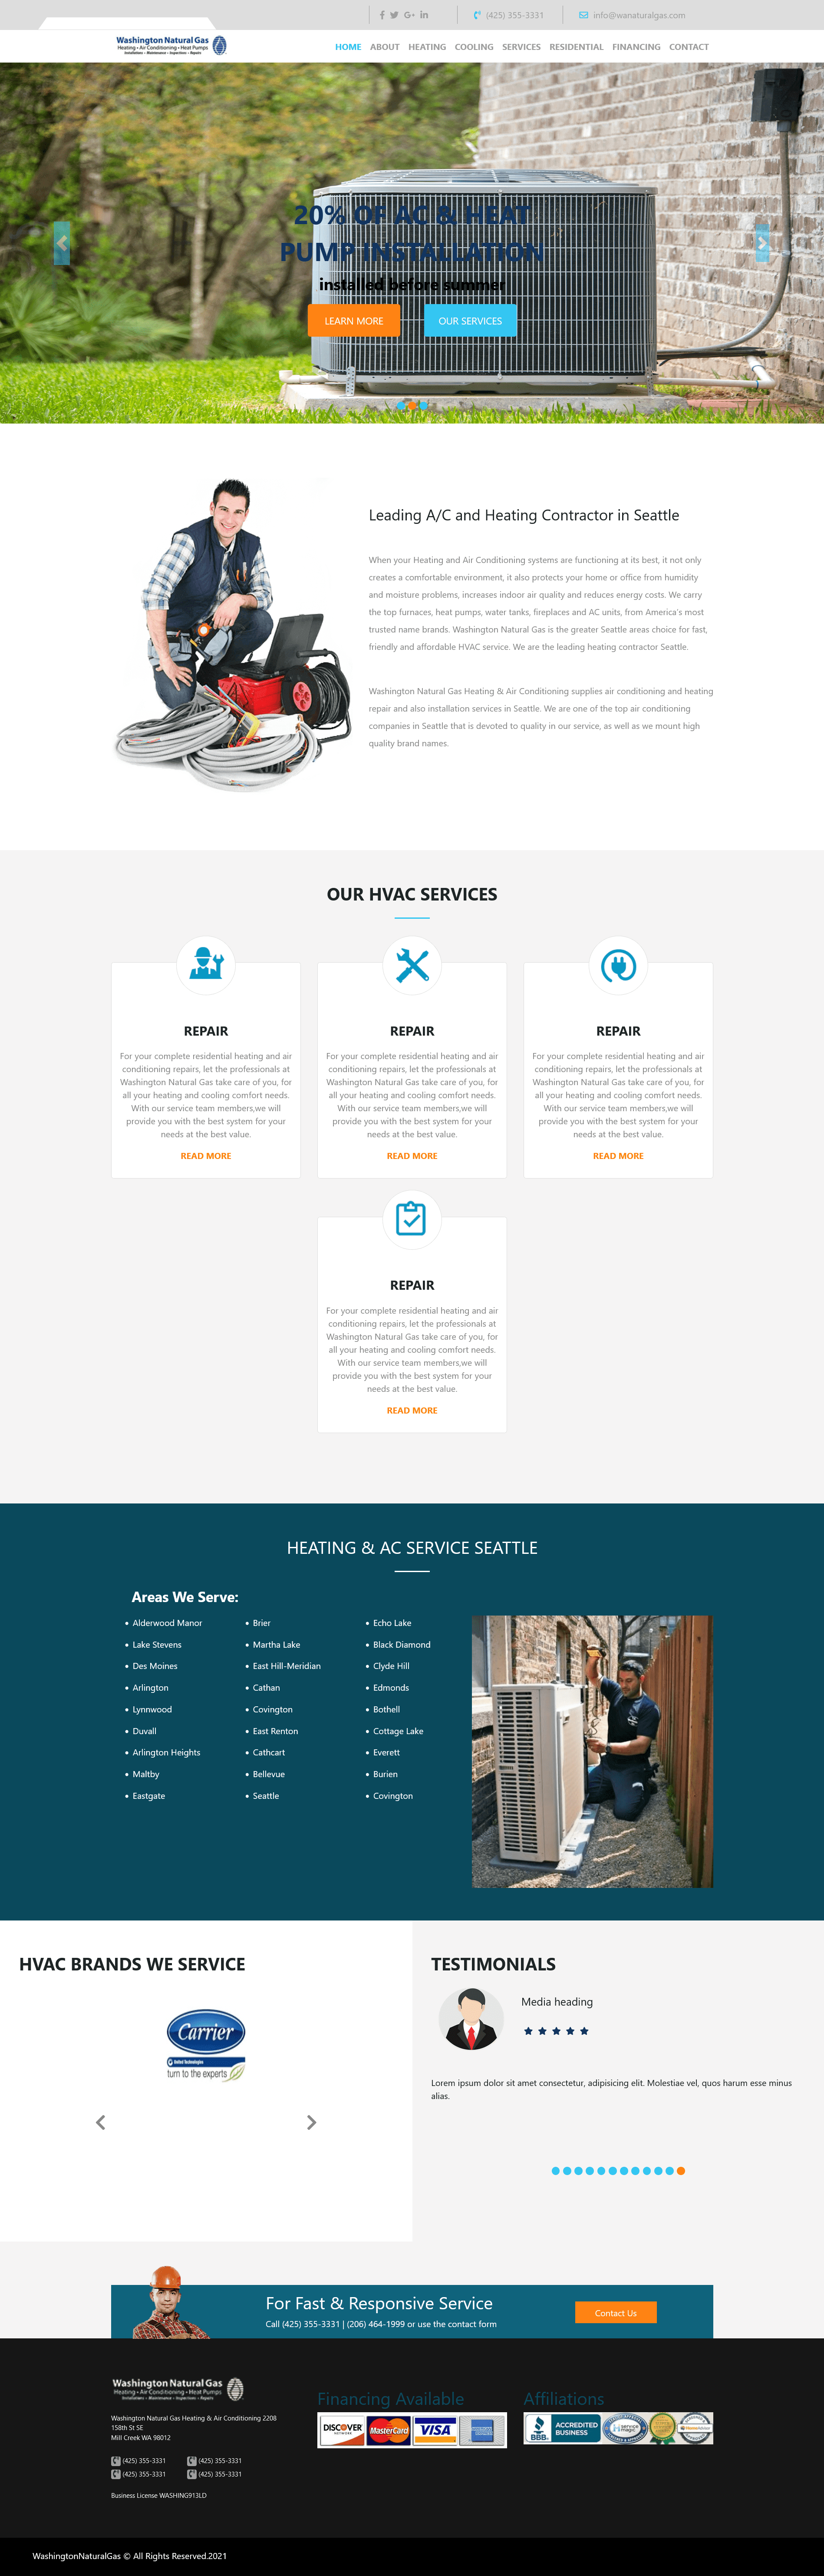 (425) 355-3331
info@wanaturalgas.com
Washington Natural Gas
Heating • Air Conditioning • Heat Pumps
Installations • Maintenance • Inspections • Repairs
HOME ABOUT HEATING COOLING SERVICES RESIDENTIAL FINANCING CONTACT
20% OF AC & HEAT
PUMP INSTALLATION
installed before summer
LEARN MORE
OUR SERVICES
Leading A/C and Heating Contractor in Seattle
When your Heating and Air Conditioning systems are functioning at its best, it not only
creates a comfortable environment, it also protects your home or office from humidity
and moisture problems, increases indoor air quality and reduces energy costs. We carry
the top furnaces, heat pumps, water tanks, fireplaces and AC units, from America's most
trusted name brands. Washington Natural Gas is the greater Seattle areas choice for fast,
friendly and affordable HVAC service. We are the leading heating contractor Seattle.
Washington Natural Gas Heating & Air Conditioning supplies air conditioning and heating
repair and also installation services in Seattle. We are one of the top air conditioning
companies in Seattle that is devoted to quality in our service, as well as we mount high
quality brand names.
OUR HVAC SERVICES
REPAIR
For your complete residential heating and air
conditioning repairs, let the professionals at
Washington Natural Gas take care of you, for
all your heating and cooling comfort needs.
With our service team members,we will
provide you with the best system for your
needs at the best value.
READ MORE
REPAIR
For your complete residential heating and air
conditioning repairs, let the professionals at
Washington Natural Gas take care of you, for
all your heating and cooling comfort needs.
With our service team members,we will
provide you with the best system for your
needs at the best value.
READ MORE
REPAIR
For your complete residential heating and air
conditioning repairs, let the professionals at
Washington Natural Gas take care of you, for
all your heating and cooling comfort needs.
With our service team members,we will
provide you with the best system for your
needs at the best value.
READ MORE
REPAIR
For your complete residential heating and air
conditioning repairs, let the professionals at
Washington Natural Gas take care of you, for
all your heating and cooling comfort needs.
With our service team members,we will
provide you with the best system for your
needs at the best value.
READ MORE
HEATING & AC SERVICE SEATTLE
Areas We Serve:
Alderwood Manor
Lake Stevens
Des Moines
Arlington
Lynnwood
Duvall
Arlington Heights
Maltby
Eastgate
Brier
Martha Lake
East Hill-Meridian
Cathan
Covington
East Renton
Cathcart
Bellevue
Seattle
Echo Lake
Black Diamond
Clyde Hill
Edmonds
Bothell
Cottage Lake
Everett
Burien
Covington
HVAC BRANDS WE SERVICE
Carrier
United Technologies
turn to the experts
TESTIMONIALS
Media heading
Lorem ipsum dolor sit amet consectetur, adipisicing elit. Molestiae vel, quos harum esse minus
alias.
For Fast & Responsive Service
Call (425) 355-3331 | (206) 464-1999 or use the contact form
Contact Us
Washington Natural Gas
Heating • Air Conditioning • Heat Pumps
Installations • Maintenance • Inspections • Repairs
Washington Natural Gas Heating & Air Conditioning 2208
158th St SE
Mill Creek WA 98012
(425) 355-3331 (425) 355-3331
(425) 355-3331 (425) 355-3331
Business License WASHING913LD
Financing Available
DISCOVER
NETWORK
MasterCard
VISA
Affiliations
BBB.
ACCREDITED
BUSINESS
WashingtonNaturalGas © All Rights Reserved.2021